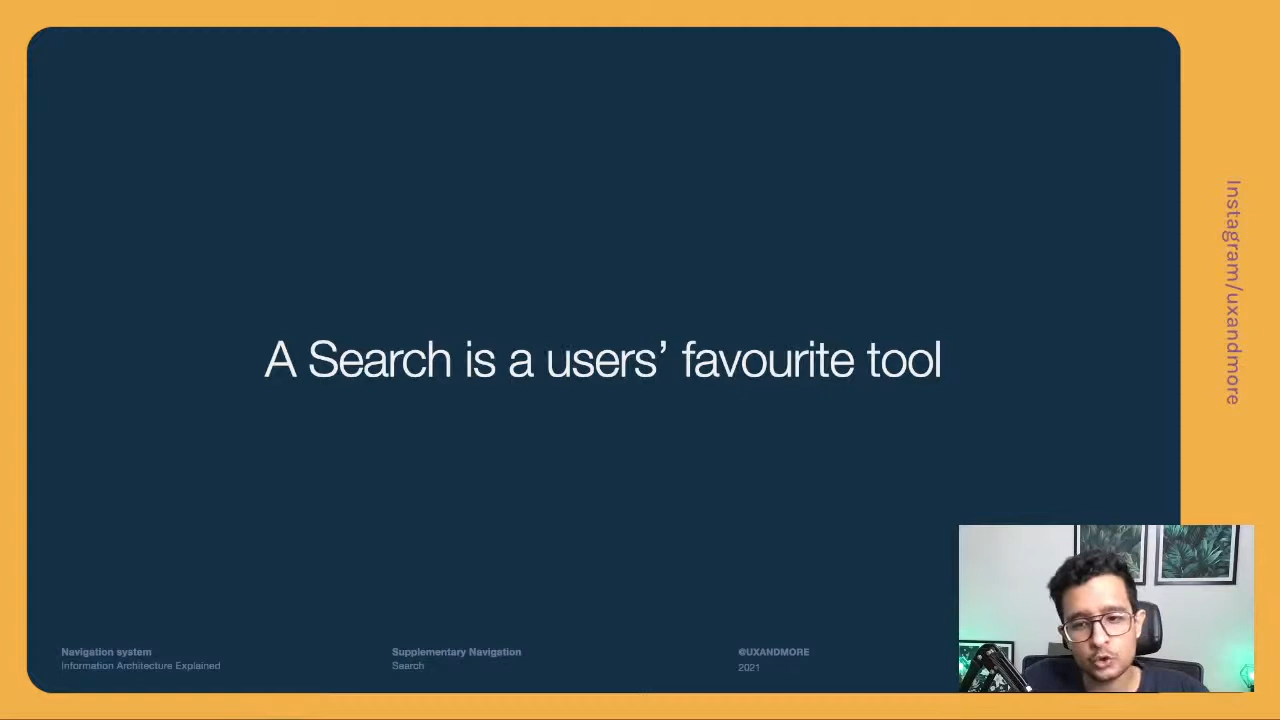 A Search is a users’ favourite tool
Instagram/uxandmore
Navigation system
Information Architecture Explained
Supplementary Navigation
Search
@UXANDMORE
2021